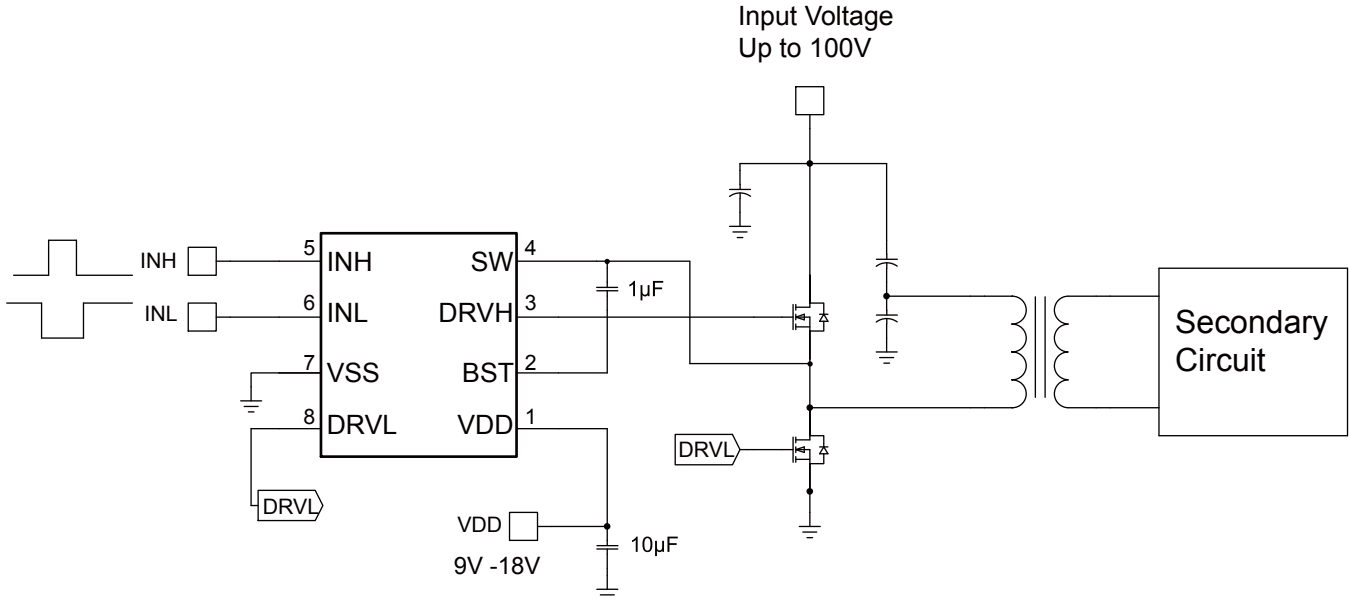 Input Voltage
Up to 100V
INH
5
INH
SW
4
1µF
INL
6
INL
DRVH
3
7
VSS
BST
2
8
DRVL
VDD
1
DRVL
DRVL
VDD
9V -18V
10µF
Secondary
Circuit